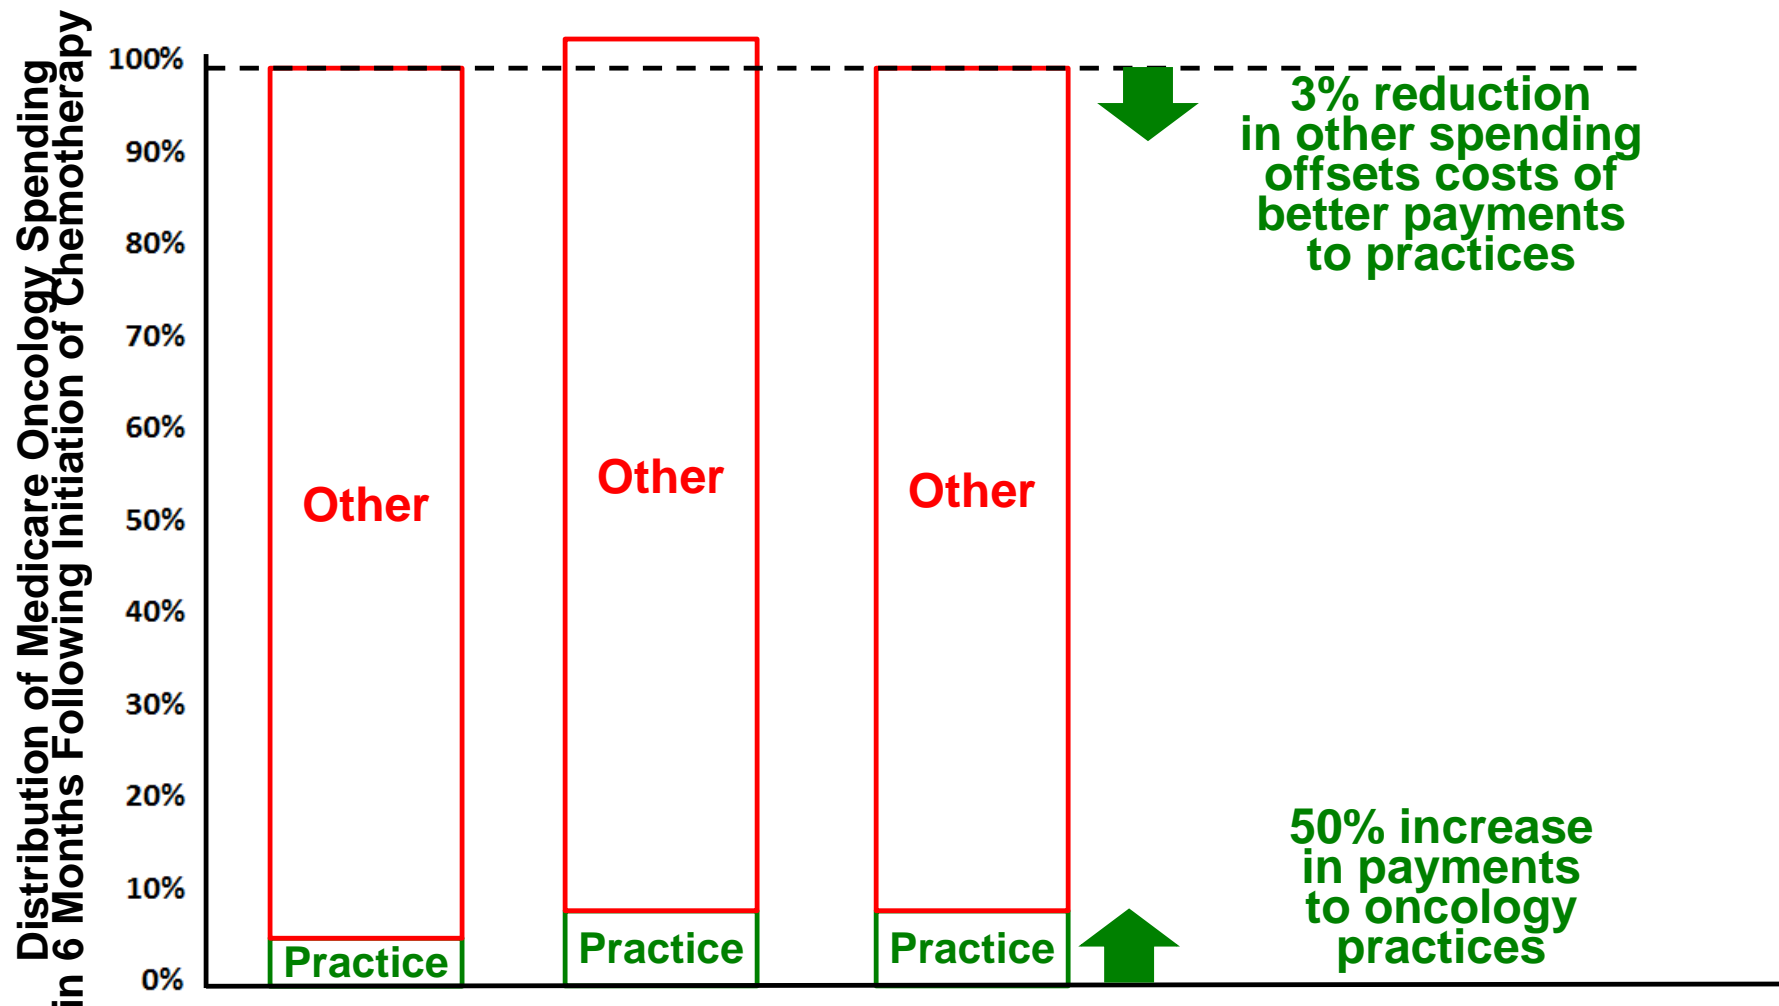 Distribution of Medicare Oncology Spending
in 6 Months Following Initiation of Chemotherapy
100%
90%
80%
70%
60%
50%
40%
30%
20%
10%
0%
Other
Practice
Other
Practice
Other
Practice
3% reduction
in other spending
offsets costs of
better payments
to practices
50% increase
in payments
to oncology
practices